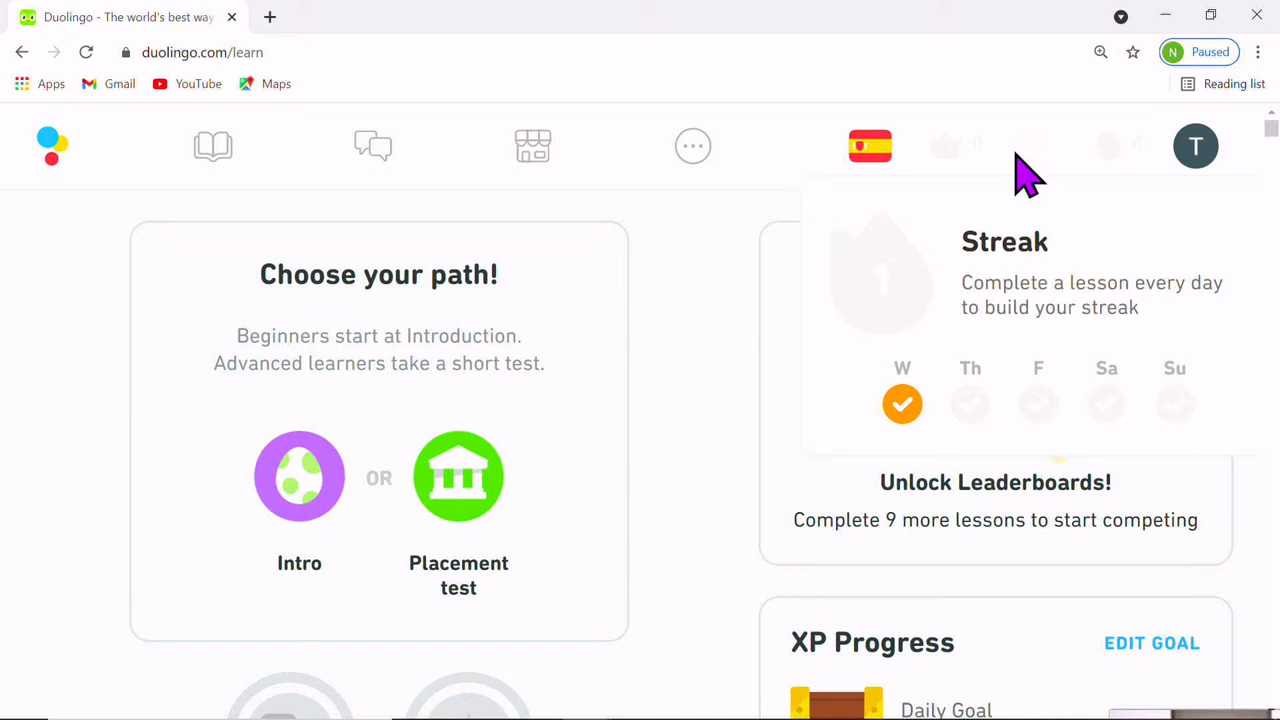 Duolingo - The world's best way
duolingo.com/learn
N Paused
Apps Gmail YouTube Maps Reading list
T
Choose your path!
Beginners start at Introduction.
Advanced learners take a short test.
OR
Intro
Placement
test
1
Streak
Complete a lesson every day
to build your streak
W Th F Sa Su
Unlock Leaderboards!
Complete 9 more lessons to start competing
XP Progress
EDIT GOAL
Daily Goal